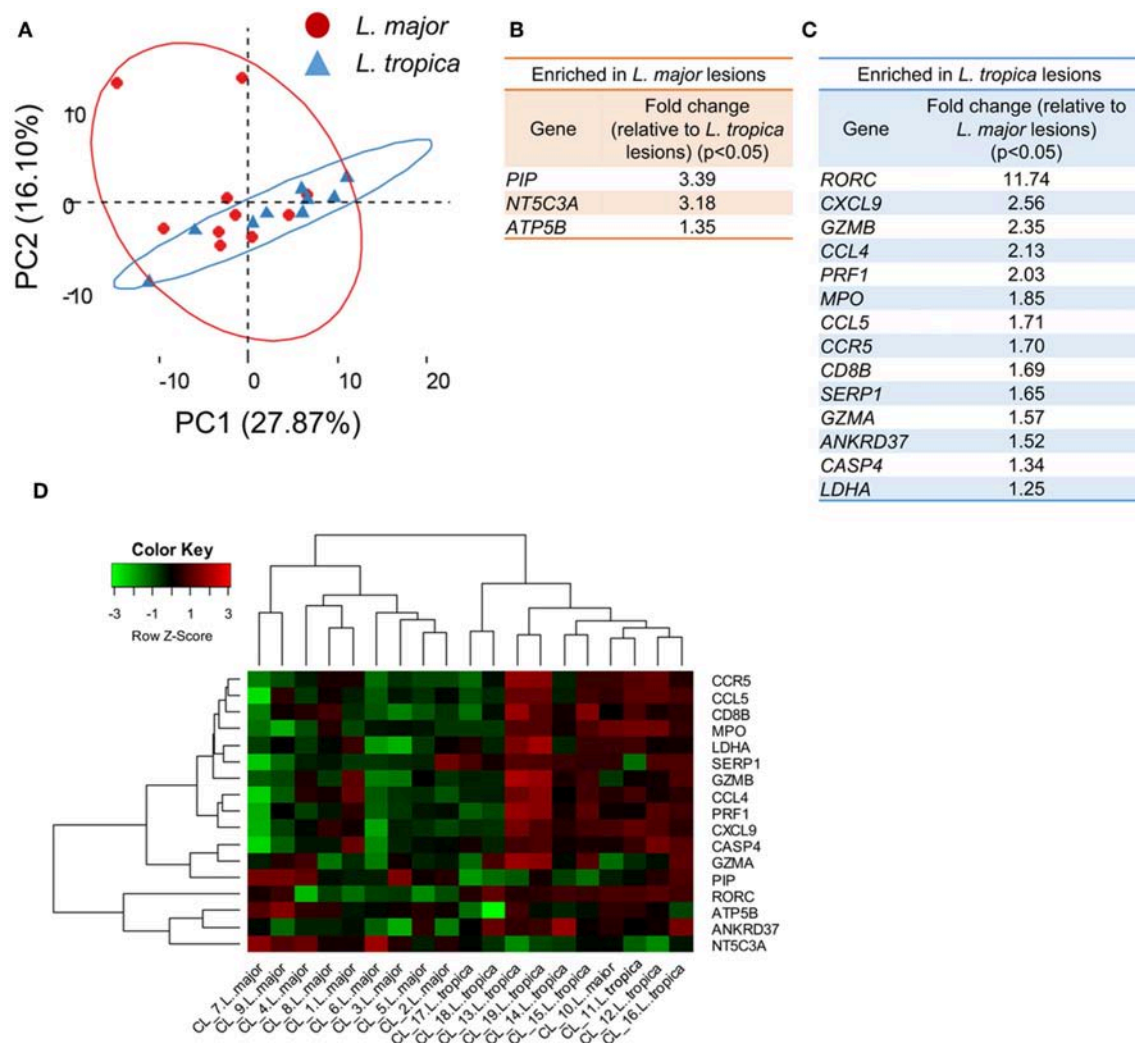 A
L. major
L. tropica
10
0
-10
PC2 (16.10%)
-10
0
10
20
PC1 (27.87%)
B
Enriched in L. major lesions
Gene
Fold change
(relative to L. tropica
lesions) (p<0.05)
PIP 3.39
NT5C3A 3.18
ATP5B 1.35
C
Enriched in L. tropica lesions
Gene
Fold change (relative to
L. major lesions)
(p<0.05)
RORC 11.74
CXCL9 2.56
GZMB 2.35
CCL4 2.13
PRF1 2.03
MPO 1.85
CCL5 1.71
CCR5 1.70
CD8B 1.69
SERP1 1.65
GZMA 1.57
ANKRD37 1.52
CASP4 1.34
LDHA 1.25
D
Color Key
-3 -1 1 3
Row Z-Score
CCR5
CCL5
CD8B
MPO
LDHA
SERP1
GZMB
CCL4
PRF1
CXCL9
CASP4
GZMA
PIP
RORC
ATP5B
ANKRD37
NT5C3A
CL_7.L..major
CL_9.L..major
CL_4.L..major
CL_8.L..major
CL_1.L..major
CL_6.L..major
CL_3.L..major
CL_5.L..major
CL_2.L..major
CL_17.L..tropica
CL_18.L..tropica
CL_13.L..tropica
CL_19.L..tropica
CL_14.L..tropica
CL_15.L..tropica
CL_10.L..major
CL_11.L..tropica
CL_12.L..tropica
CL_16.L..tropica